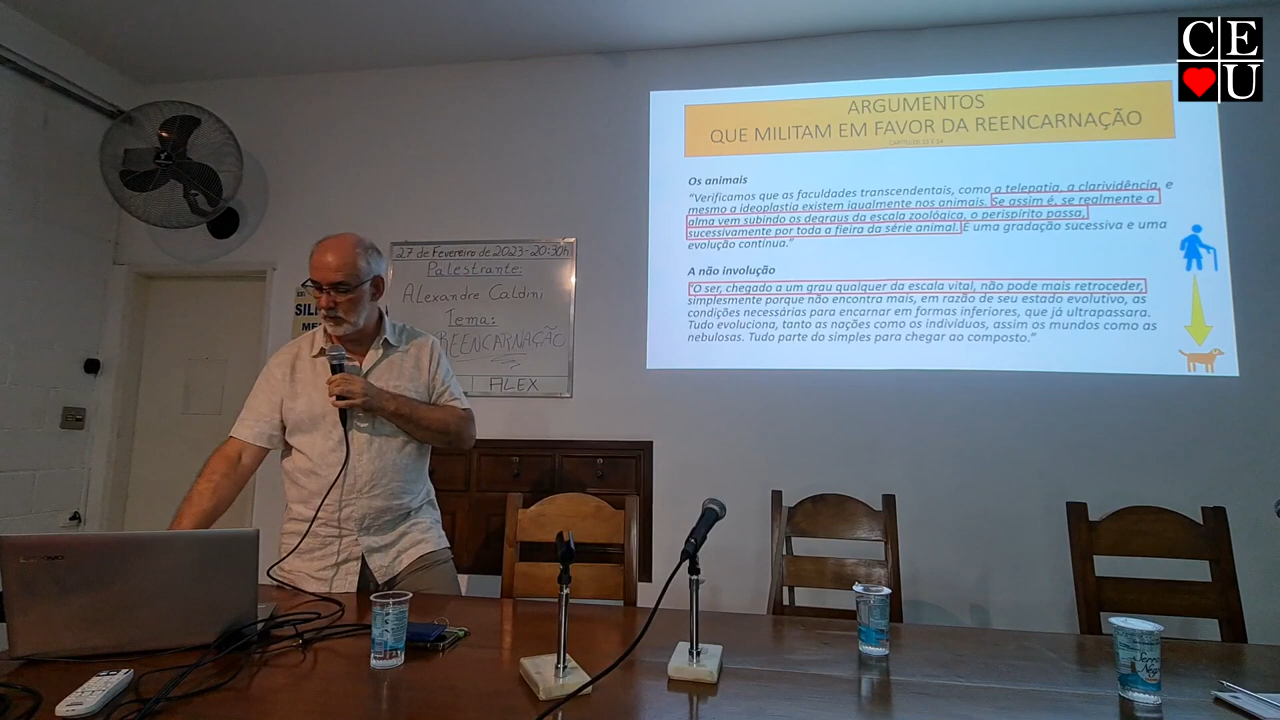 C E
U
ARGUMENTOS
QUE MILITAM EM FAVOR DA REENCARNAÇÃO
Os animais
"Verificamos que as faculdades transcendentais, como a telepatia, a clarividência, e
mesmo a ideoplastia existem igualmente nos animais. Se assim é, se realmente a
alma vem subindo os degraus da escala zoológica, o perispírito passa,
sucessivamente por toda a fieira da série animal. É uma gradação sucessiva e uma
evolução contínua."
A não involução
"O ser, chegado a um grau qualquer da escala vital, não pode mais retroceder,
simplesmente porque não encontra mais, em razão de seu estado evolutivo, as
condições necessárias para encarnar em formas inferiores, que já ultrapassara.
Tudo evoluciona, tanto as nações como os indivíduos, assim os mundos como as
nebulosas. Tudo parte do simples para chegar ao composto."
27 de Fevereiro de 2023-20:30h
Palestrante:
Alexandre Caldini
Tema:
REENCARNAÇÃO
ALEX
SIL
lenovo